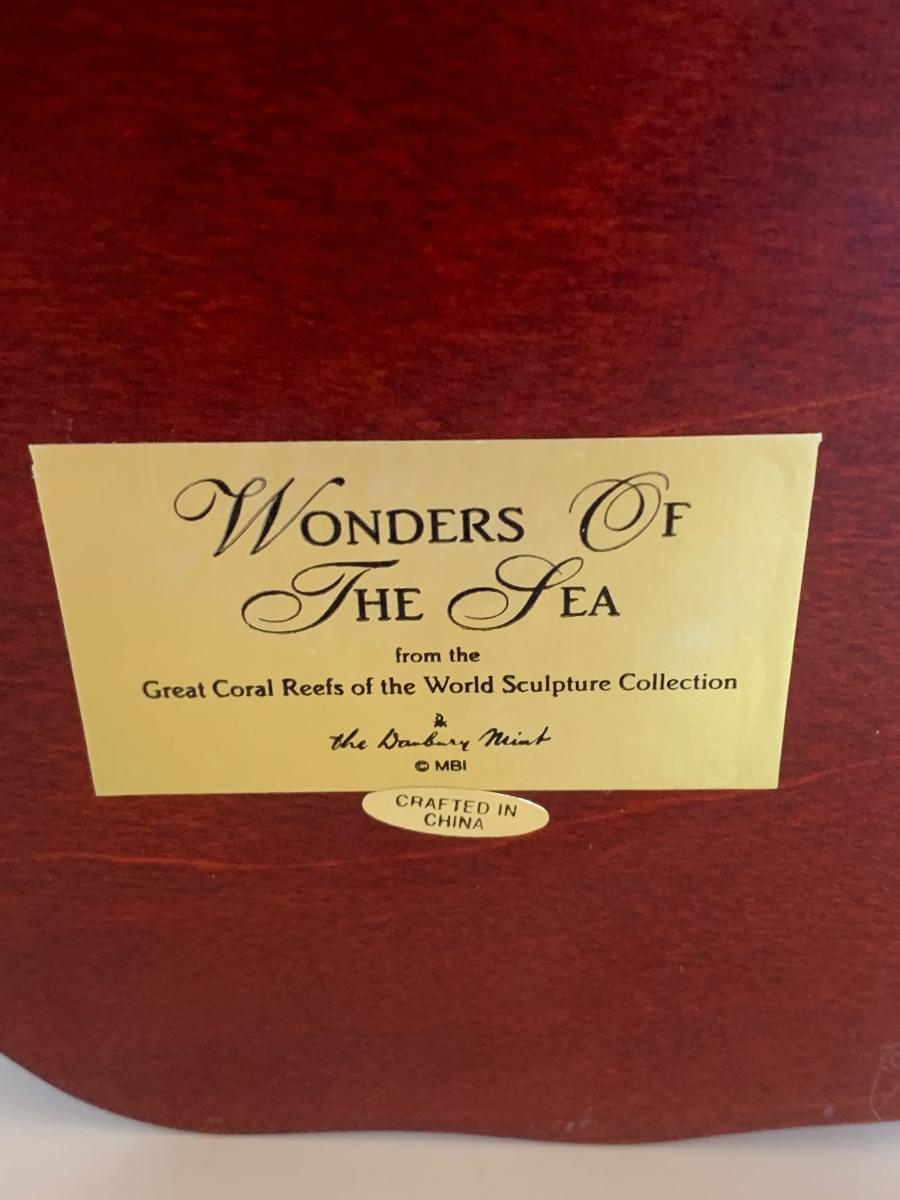 WONDERS OF
THE SEA
from the
Great Coral Reefs of the World Sculpture Collection
the Danbury Mint
© MBI
CRAFTED IN
CHINA